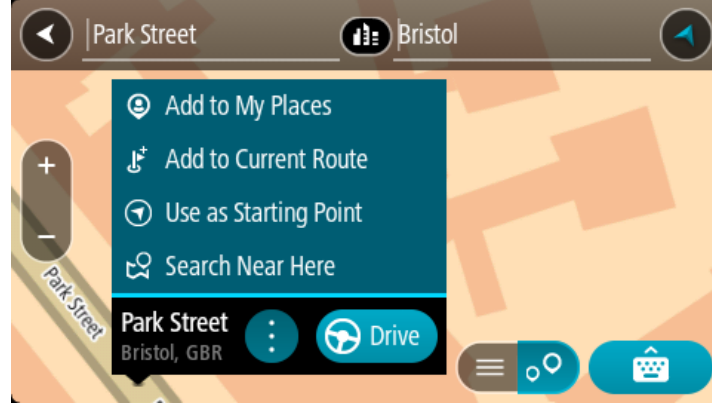 Park Street
Bristol
Add to My Places
Add to Current Route
Use as Starting Point
Search Near Here
Park Street
Park Street
Bristol, GBR
Drive